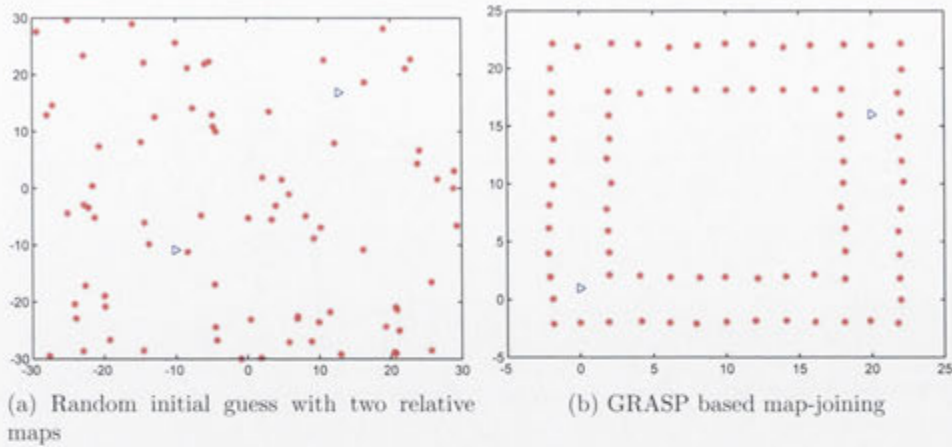 30
20
10
0
-10
-20
-30
-30 -20 -10 0 10 20 30
25
20
15
10
5
0
-5
-5 0 5 10 15 20 25
(a) Random initial guess with two relative
maps
(b) GRASP based map-joining